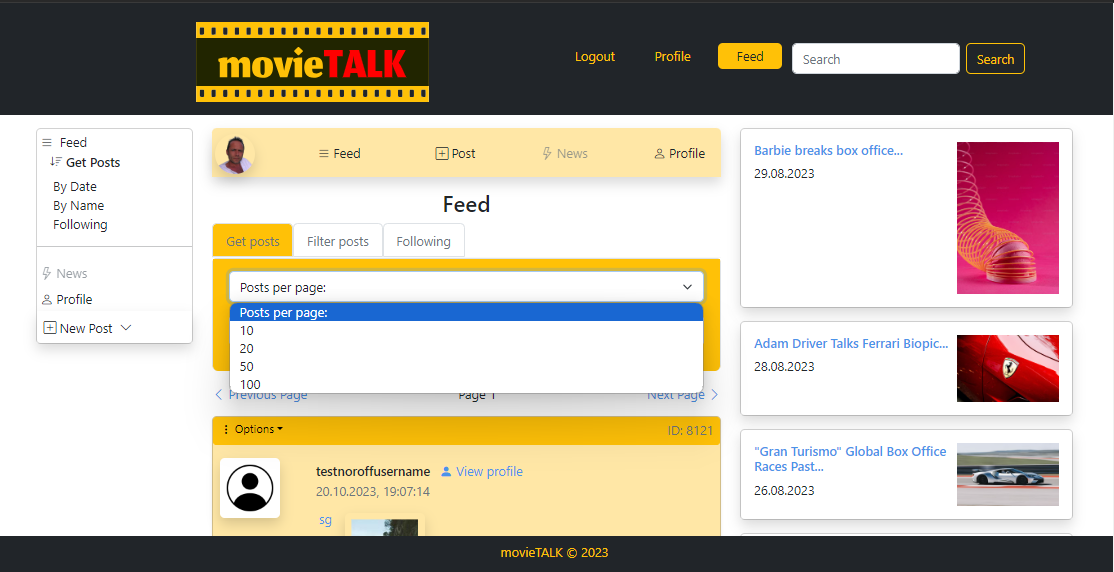 movieTALK
Logout
Profile
Feed
Search
Search
Feed
Get Posts
By Date
By Name
Following
News
Profile
New Post
Feed
Post
News
Profile
Feed
Get posts
Filter posts
Following
Posts per page:
Posts per page:
10
20
50
100
Previous Page
Page 1
Next Page
Options
ID: 8121
testnoroffusername
View profile
20.10.2023, 19:07:14
sg
Barbie breaks box office...
29.08.2023
Adam Driver Talks Ferrari Biopic...
28.08.2023
"Gran Turismo" Global Box Office
Races Past...
26.08.2023
movieTALK © 2023